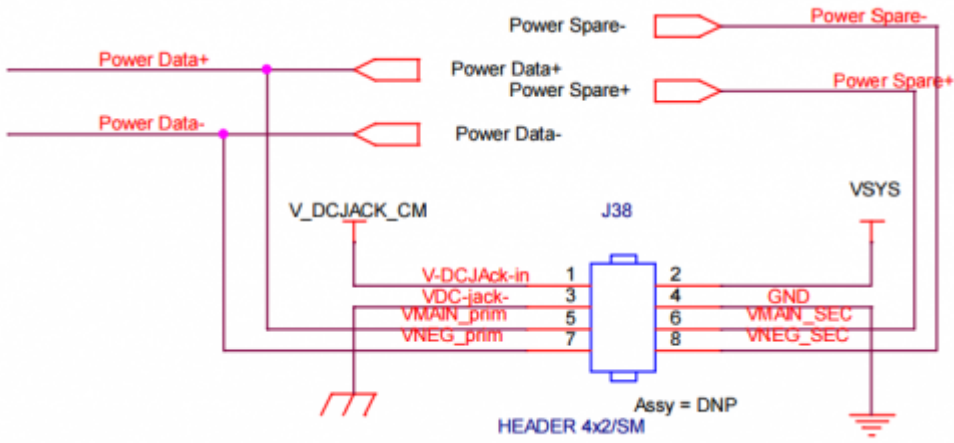 Power Spare-
Power Spare-
Power Data+
Power Data+
Power Spare+
Power Spare+
Power Data-
Power Data-
V_DCJACK_CM
J38
VSYS
V-DCJAck-in
1
2
VDC-jack-
3
4
GND
VMAIN_prim
5
6
VMAIN_SEC
VNEG_prim
7
8
VNEG_SEC
Assy = DNP
HEADER 4x2/SM